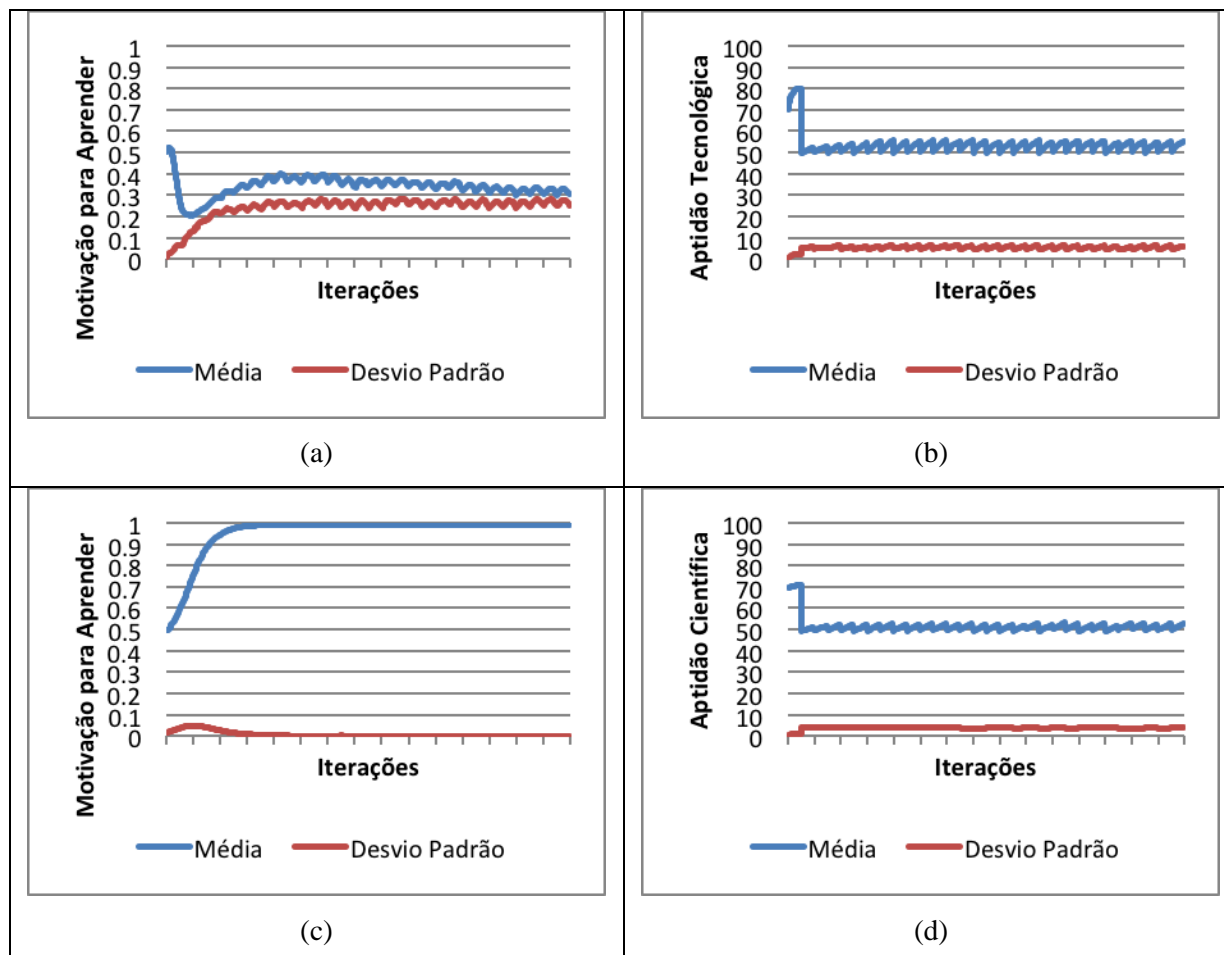 Motivação para Aprender
1
0.9
0.8
0.7
0.6
0.5
0.4
0.3
0.2
0.1
0
Iterações
Média Desvio Padrão
(a)
Aptidão Tecnológica
100
90
80
70
60
50
40
30
20
10
0
Iterações
Média Desvio Padrão
(b)
Motivação para Aprender
1
0.9
0.8
0.7
0.6
0.5
0.4
0.3
0.2
0.1
0
Iterações
Média Desvio Padrão
(c)
Aptidão Científica
100
90
80
70
60
50
40
30
20
10
0
Iterações
Média Desvio Padrão
(d)